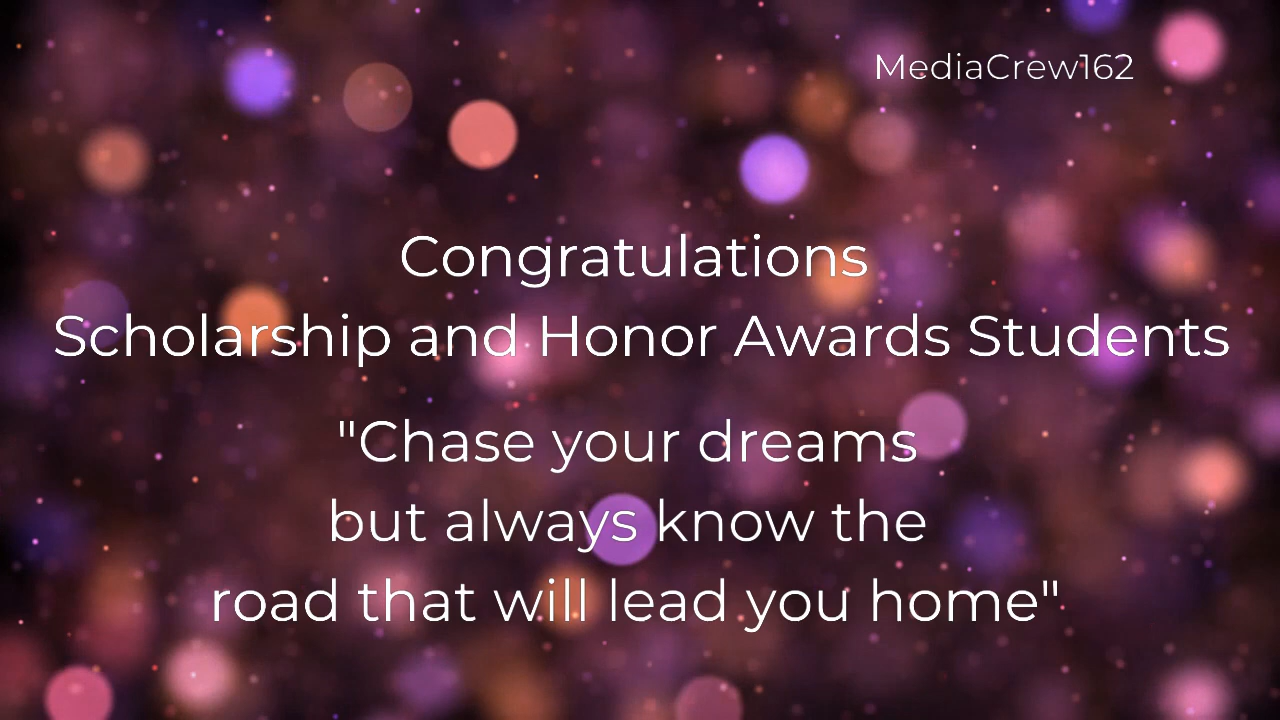 MediaCrew162
Congratulations
Scholarship and Honor Awards Students
"Chase your dreams
but always know the
road that will lead you home"